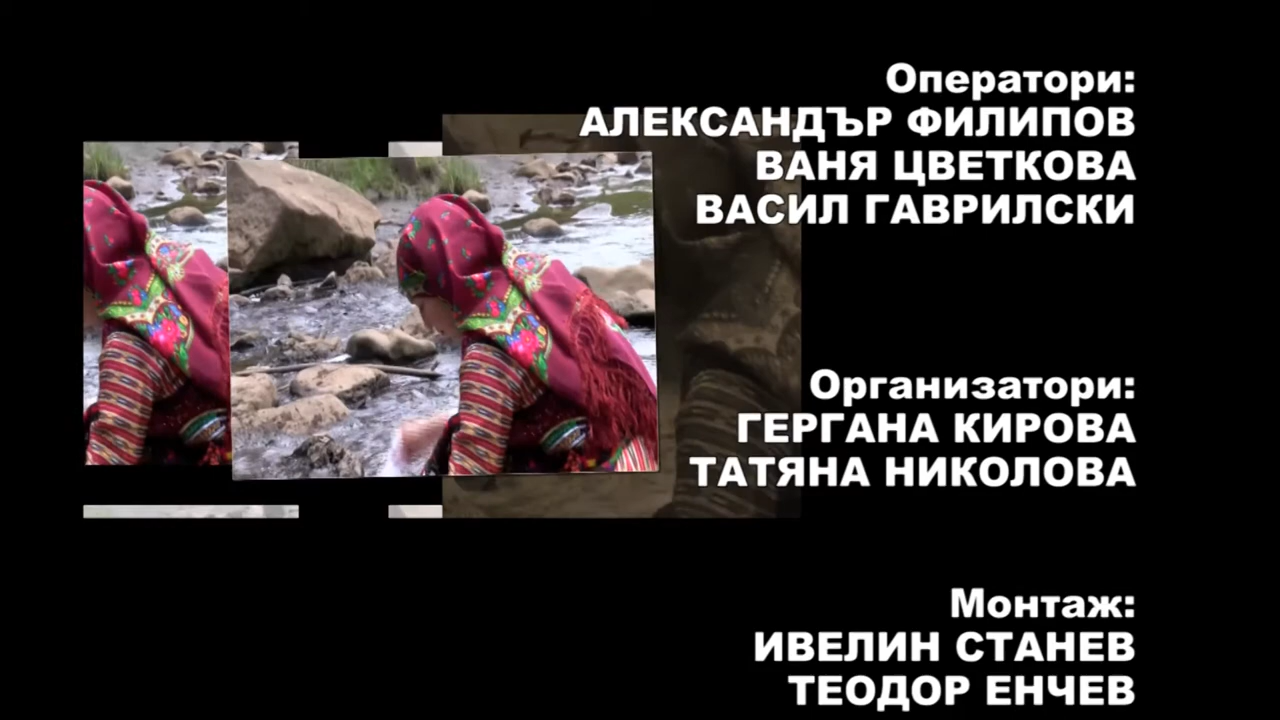 Оператори:
АЛЕКСАНДЪР ФИЛИПОВ
ВАНЯ ЦВЕТКОВА
ВАСИЛ ГАВРИЛСКИ
Организатори:
ГЕРГАНА КИРОВА
ТАТЯНА НИКОЛОВА
Монтаж:
ИВЕЛИН СТАНЕВ
ТЕОДОР ЕНЧЕВ